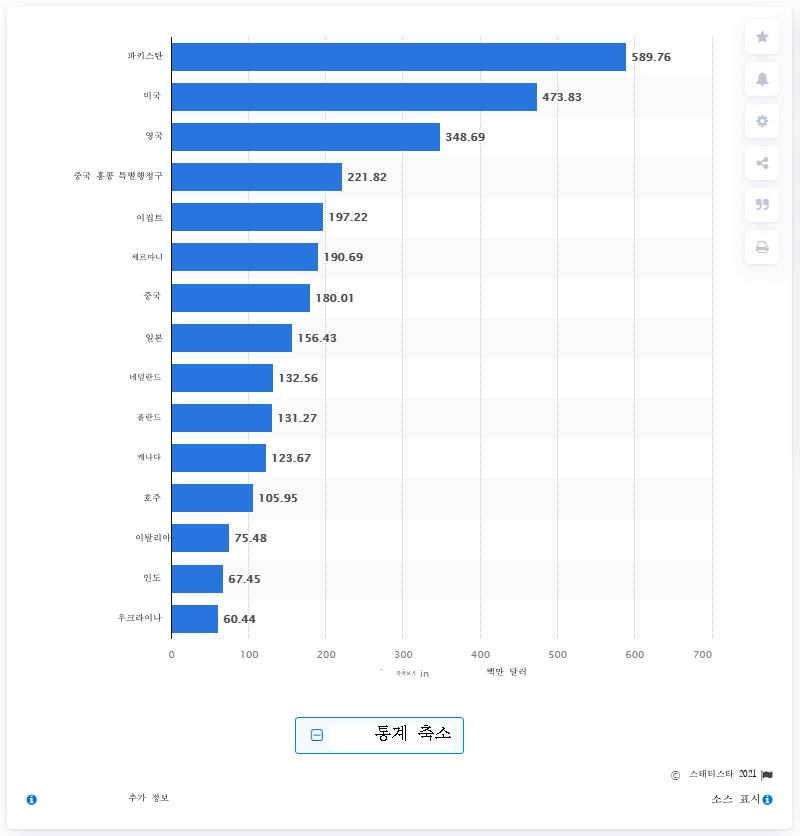 파키스탄 589.76
미국 473.83
영국 348.69
중국 홍콩 특별행정구 221.82
이집트 197.22
세르마니 190.69
중국 180.01
일본 156.43
네덜란드 132.56
폴란드 131.27
캐나다 123.67
호주 105.95
이탈리아 75.48
인도 67.45
우크라이나 60.44
0 100 200 300 400 500 600 700
in 백만 달러
통계 축소
© 스태티스타 2021
추가 정보 소스 표시